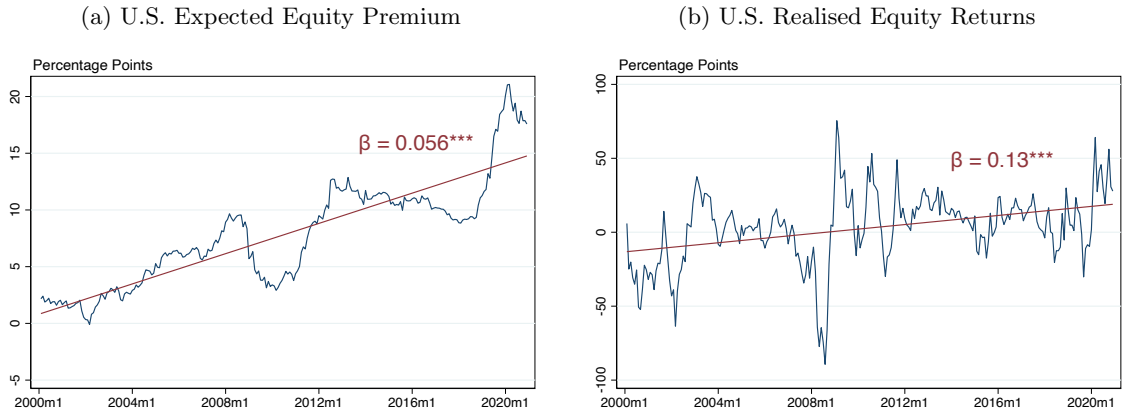 (a) U.S. Expected Equity Premium
Percentage Points
20
15
10
5
0
-5
β = 0.056***
2000m1 2004m1 2008m1 2012m1 2016m1 2020m1
(b) U.S. Realised Equity Returns
Percentage Points
100
50
0
-50
-100
β = 0.13***
2000m1 2004m1 2008m1 2012m1 2016m1 2020m1